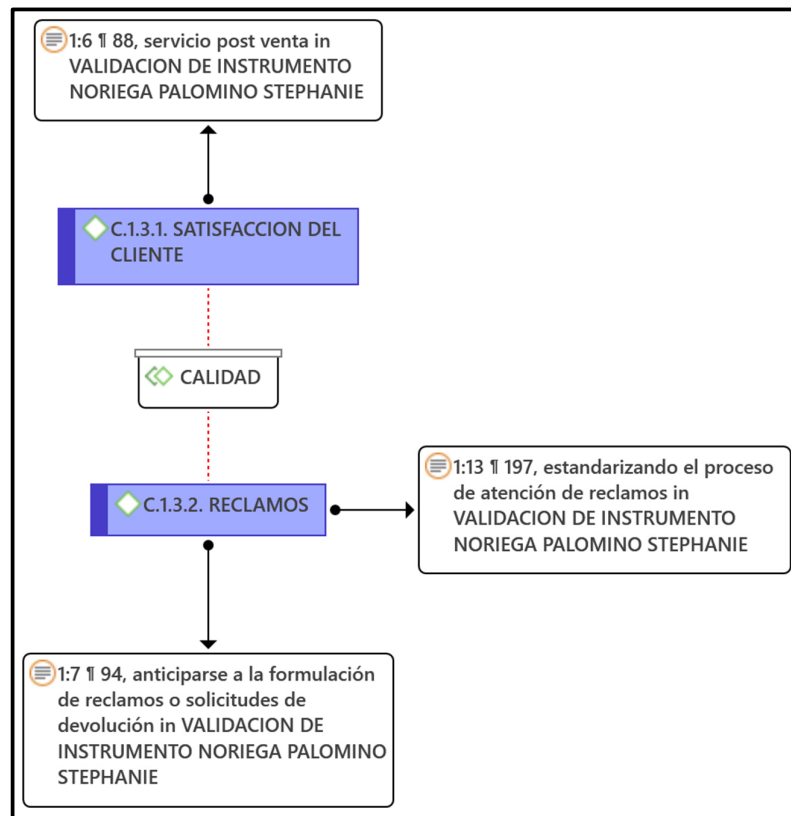 1:6 ¶ 88, servicio post venta in
VALIDACION DE INSTRUMENTO
NORIEGA PALOMINO STEPHANIE
C.1.3.1. SATISFACCION DEL
CLIENTE
CALIDAD
C.1.3.2. RECLAMOS
1:13 ¶ 197, estandarizando el proceso
de atención de reclamos in
VALIDACION DE INSTRUMENTO
NORIEGA PALOMINO STEPHANIE
1:7 ¶ 94, anticiparse a la formulación
de reclamos o solicitudes de
devolución in VALIDACION DE
INSTRUMENTO NORIEGA PALOMINO
STEPHANIE